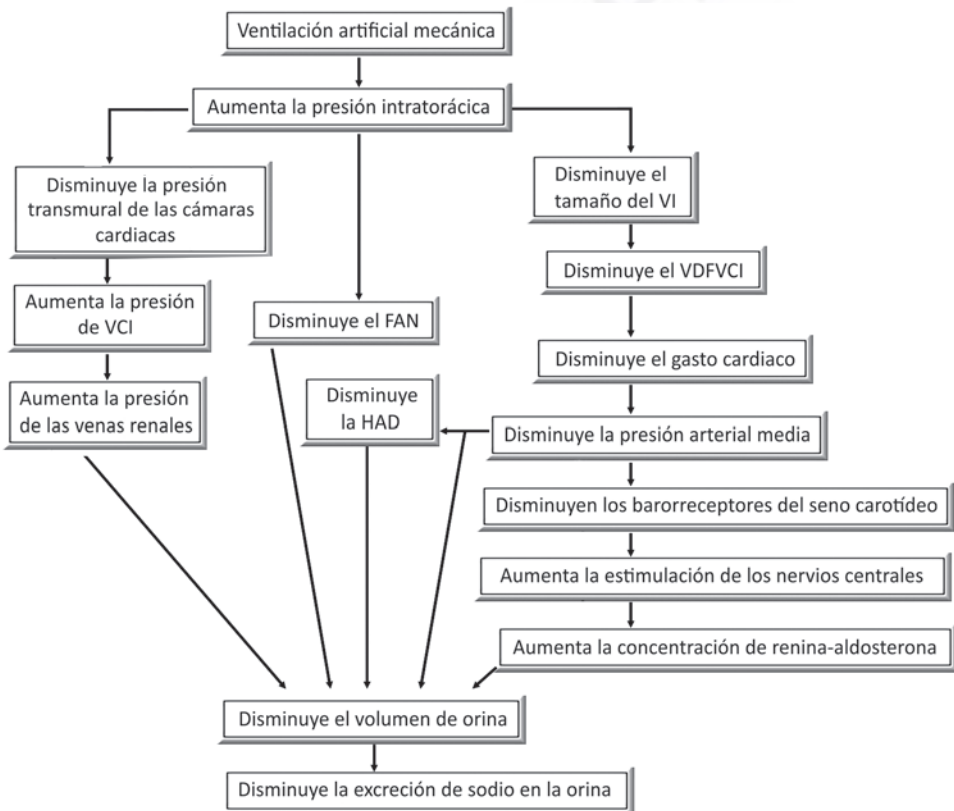 Ventilación artificial mecánica
Aumenta la presión intratorácica
Disminuye la presión
transmural de las cámaras
cardiacas
Aumenta la presión
de VCI
Aumenta la presión
de las venas renales
Disminuye el FAN
Disminuye
la HAD
Disminuye el
tamaño del VI
Disminuye el VDFVCI
Disminuye el gasto cardiaco
Disminuye la presión arterial media
Disminuyen los barorreceptores del seno carotídeo
Aumenta la estimulación de los nervios centrales
Aumenta la concentración de renina-aldosterona
Disminuye el volumen de orina
Disminuye la excreción de sodio en la orina